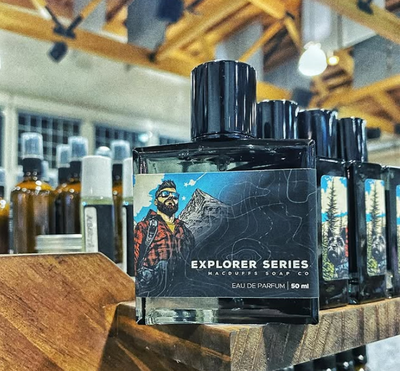 EXPLORER SERIES
MACDUFFS SOAP CO
EAU DE PARFUM | 50 ml